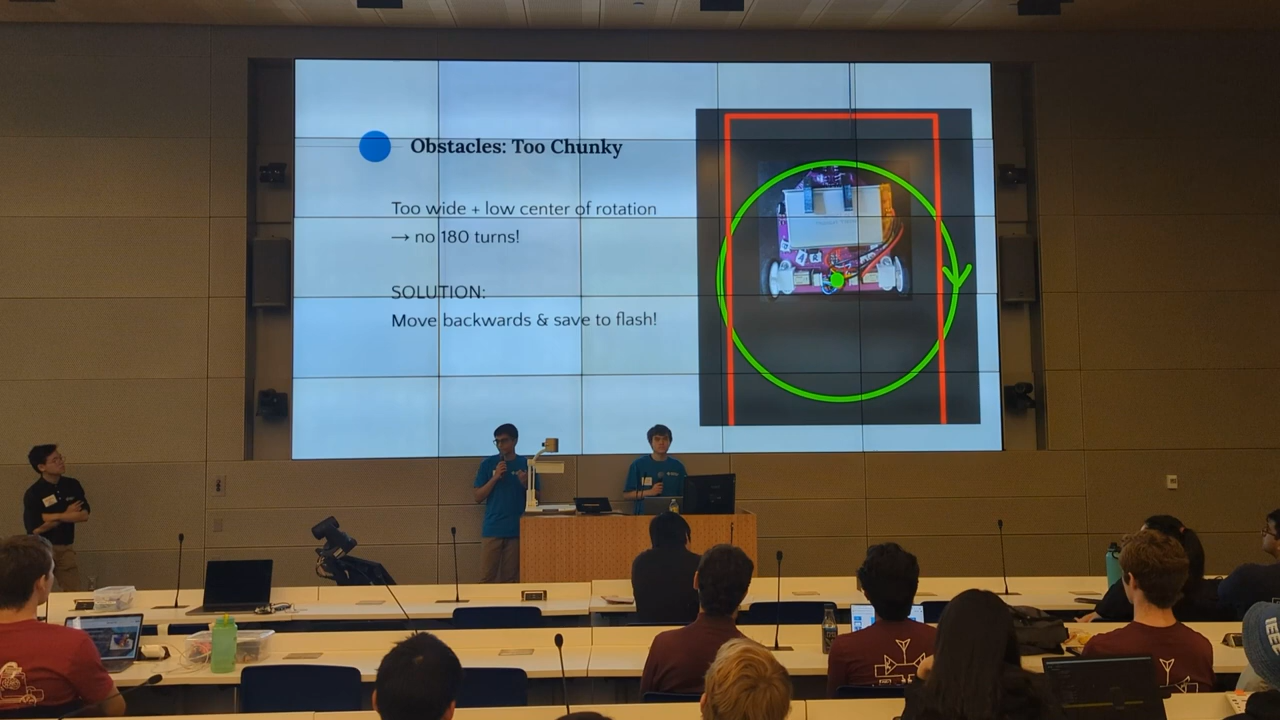 Obstacles: Too Chunky
Too wide + low center of rotation
→ no 180 turns!
SOLUTION:
Move backwards & save to flash!